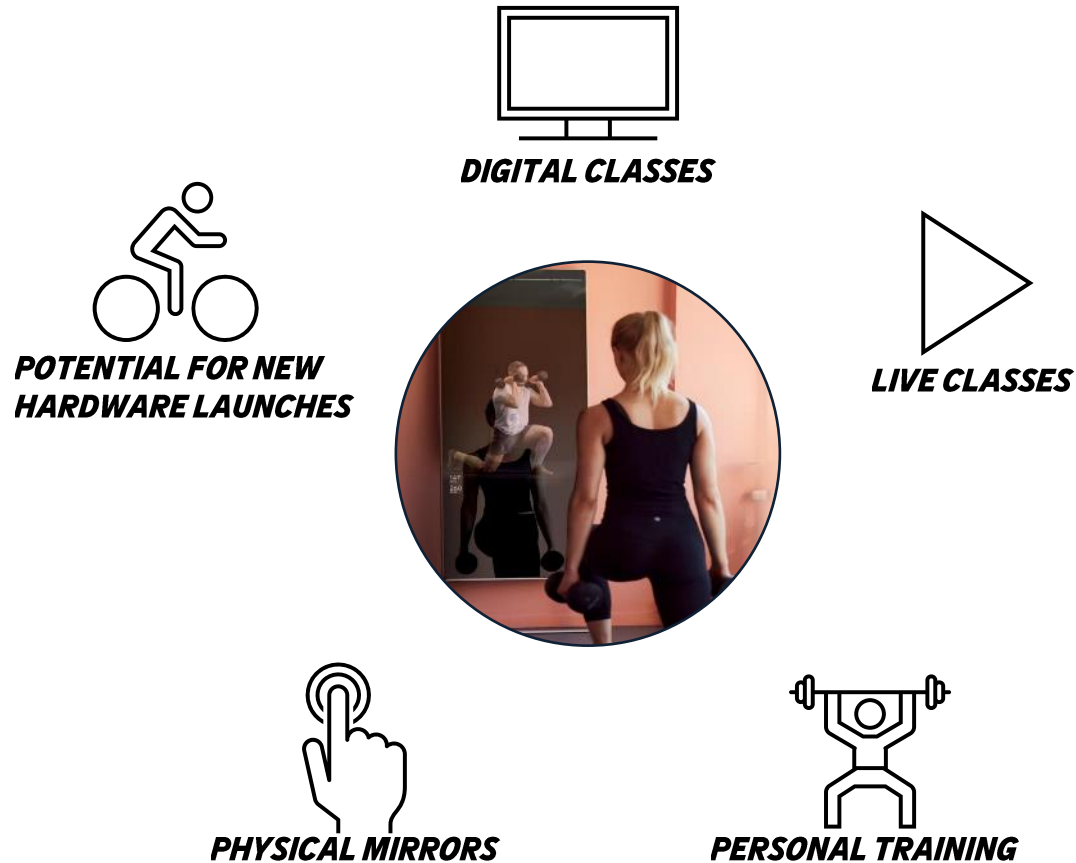 DIGITAL CLASSES
POTENTIAL FOR NEW
HARDWARE LAUNCHES
LIVE CLASSES
PHYSICAL MIRRORS
PERSONAL TRAINING